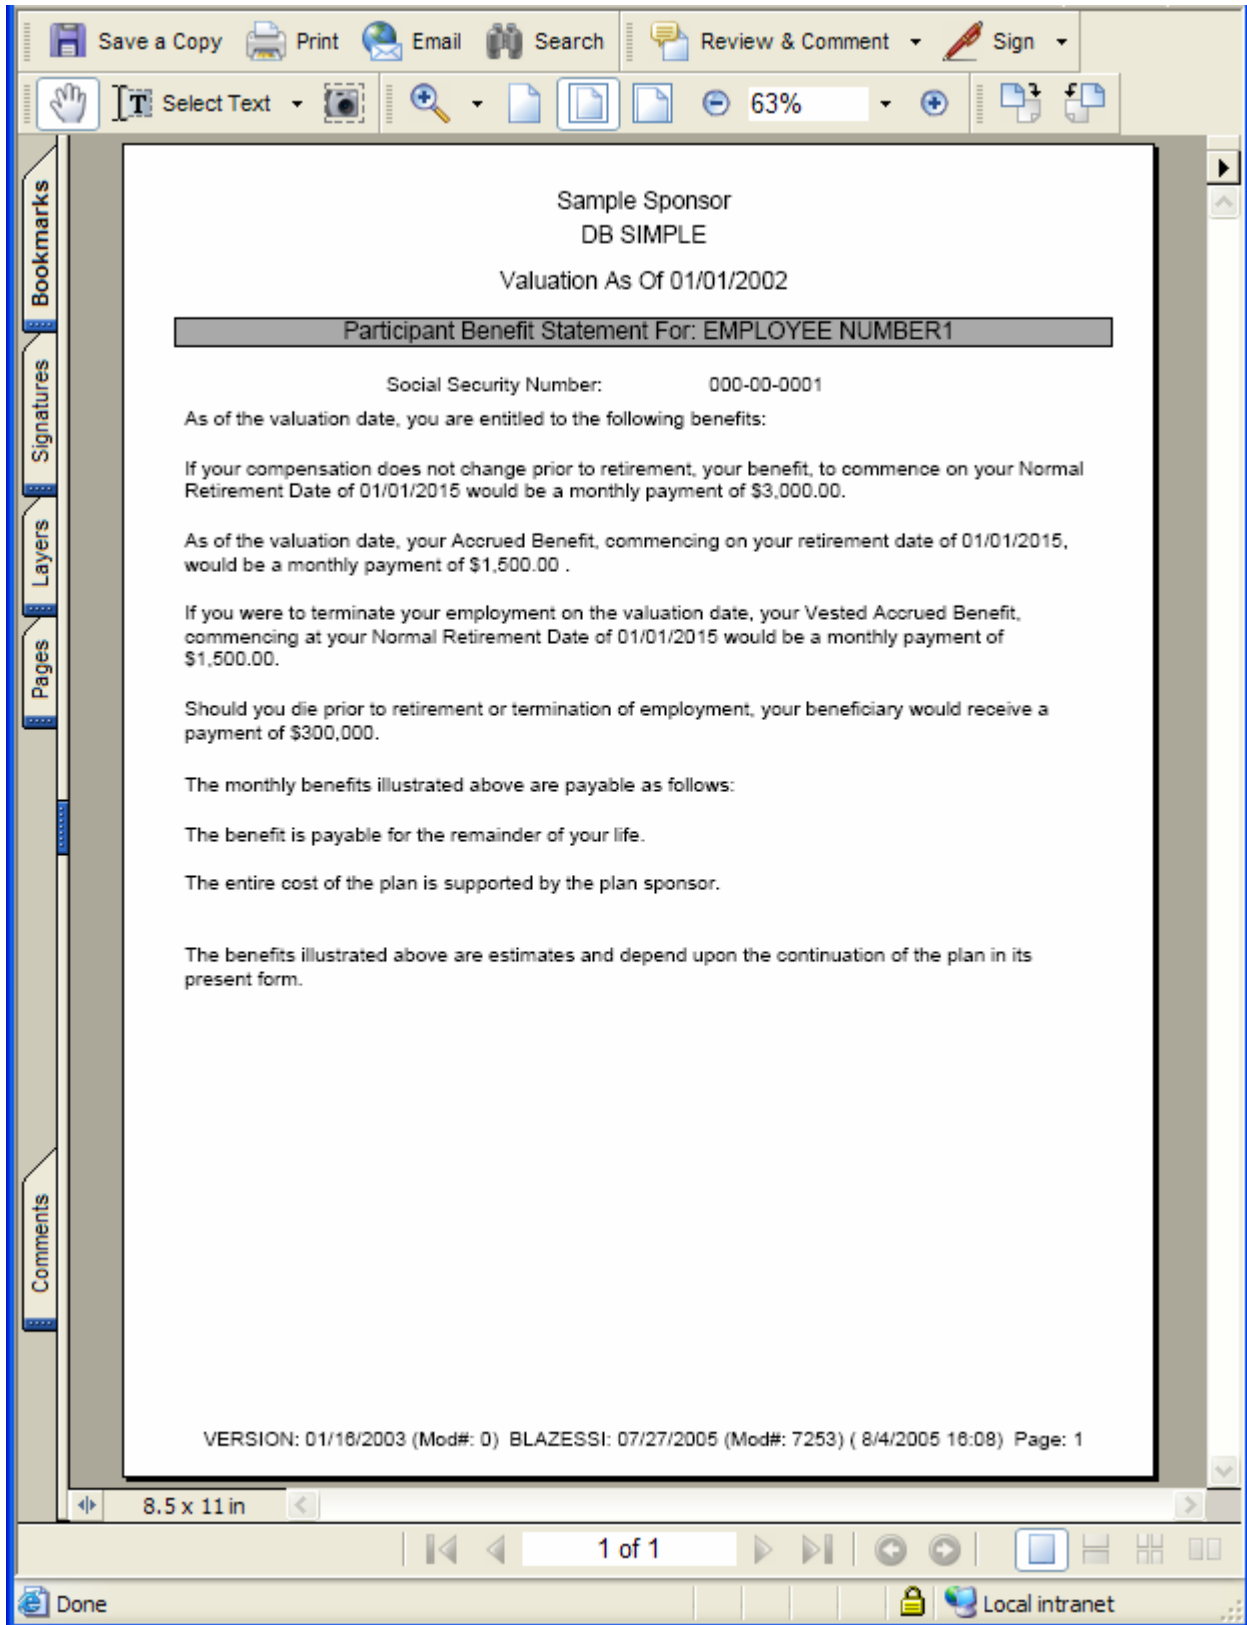 Save a Copy Print Email Search Review & Comment Sign
Select Text 63%
Bookmarks
Signatures
Layers
Pages
Comments
Sample Sponsor
DB SIMPLE
Valuation As Of 01/01/2002
Participant Benefit Statement For: EMPLOYEE NUMBER1
Social Security Number: 000-00-0001
As of the valuation date, you are entitled to the following benefits:
If your compensation does not change prior to retirement, your benefit, to commence on your Normal
Retirement Date of 01/01/2015 would be a monthly payment of $3,000.00.
As of the valuation date, your Accrued Benefit, commencing on your retirement date of 01/01/2015,
would be a monthly payment of $1,500.00 .
If you were to terminate your employment on the valuation date, your Vested Accrued Benefit,
commencing at your Normal Retirement Date of 01/01/2015 would be a monthly payment of
$1,500.00.
Should you die prior to retirement or termination of employment, your beneficiary would receive a
payment of $300,000.
The monthly benefits illustrated above are payable as follows:
The benefit is payable for the remainder of your life.
The entire cost of the plan is supported by the plan sponsor.
The benefits illustrated above are estimates and depend upon the continuation of the plan in its
present form.
VERSION: 01/16/2003 (Mod#: 0) BLAZESSI: 07/27/2005 (Mod#: 7253) ( 8/4/2005 16:08) Page: 1
8.5 x 11 in
1 of 1
Done Local intranet